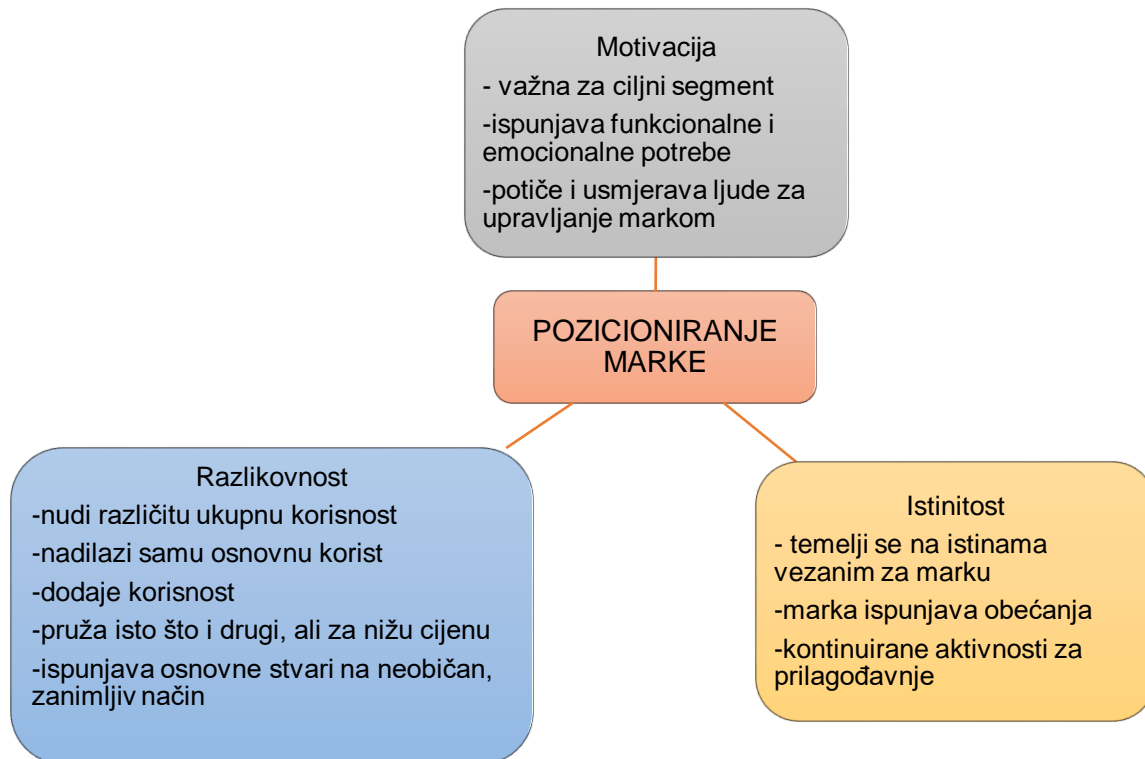 Motivacija
- važna za ciljni segment
-ispunjava funkcionalne i
emocionalne potrebe
-potiče i usmjerava ljude za
upravljanje markom
POZICIONIRANJE
MARKE
Razlikovnost
-nudi različitu ukupnu korisnost
-nadilazi samu osnovnu korist
-dodaje korisnost
-pruža isto što i drugi, ali za nižu cijenu
-ispunjava osnovne stvari na neobičan,
zanimljiv način
Istinitost
- temelji se na istinama
vezanim za marku
-marka ispunjava obećanja
-kontinuirane aktivnosti za
prilagođavnje